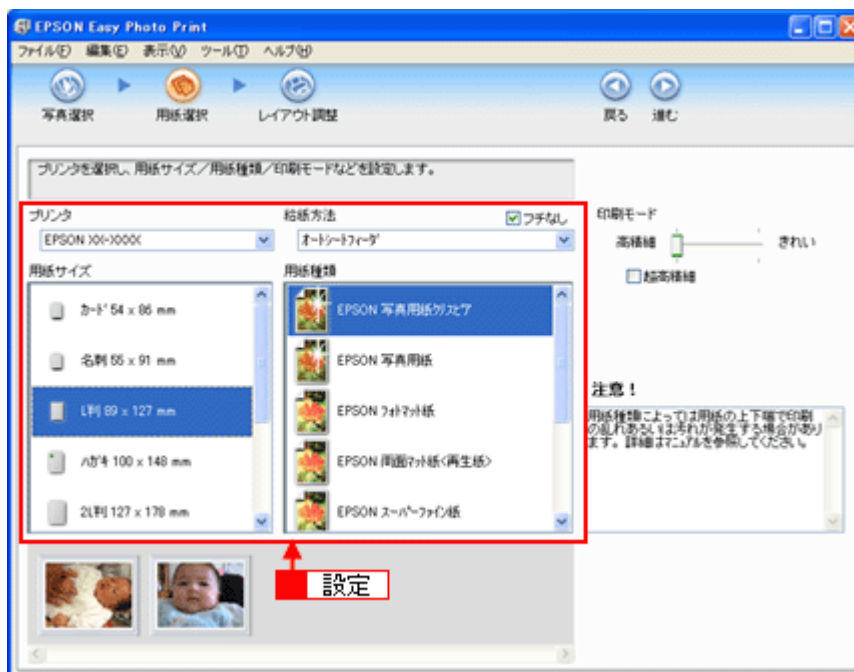 EPSON Easy Photo Print
ファイル(F) 編集(E) 表示(V) ツール(T) ヘルプ(H)
写真選択 用紙選択 レイアウト調整 戻る 進む
プリンタを選択し、用紙サイズ/用紙種類/印刷モードなどを設定します。
プリンタ
EPSON XX-XXXX
給紙方法 フチなし
オートシートフィーダ
印刷モード
高精細 きれい
超高精細
用紙サイズ
カード 54 x 86 mm
名刺 55 x 91 mm
L判 89 x 127 mm
ハガキ 100 x 148 mm
2L判 127 x 178 mm
用紙種類
EPSON 写真用紙クリスピア
EPSON 写真用紙
EPSON フォトマット紙
EPSON 両面マット紙<再生紙>
EPSON スーパーファイン紙
注意!
用紙種類によっては用紙の上下端で印刷
の乱れあるいは汚れが発生する場合があり
ます。詳細はマニュアルを参照してください。
設定